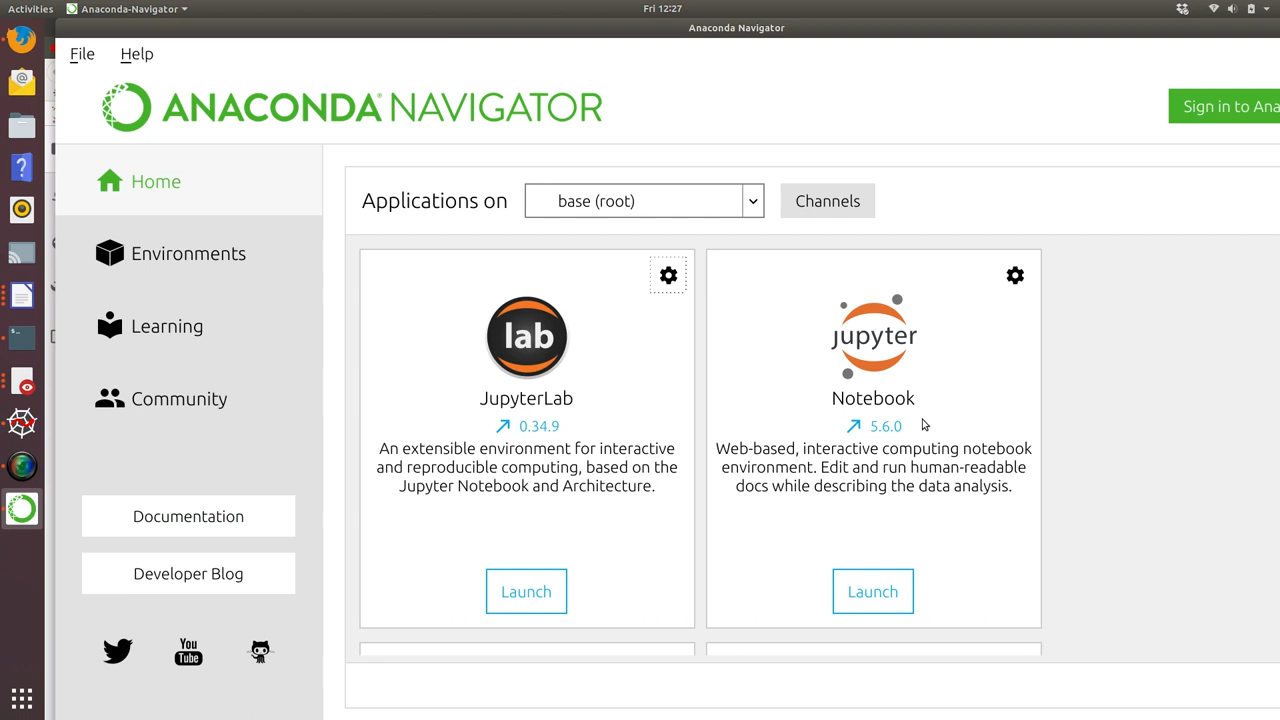 Activities
Anaconda-Navigator
Fri 12:27
Anaconda Navigator
File
Help
ANACONDA NAVIGATOR
Sign in to Ana
Home
Applications on
base (root)
Channels
Environments
Learning
Community
Documentation
Developer Blog
You
Tube
lab
JupyterLab
0.34.9
An extensible environment for interactive
and reproducible computing, based on the
Jupyter Notebook and Architecture.
Launch
jupyter
Notebook
5.6.0
Web-based, interactive computing notebook
environment. Edit and run human-readable
docs while describing the data analysis.
Launch